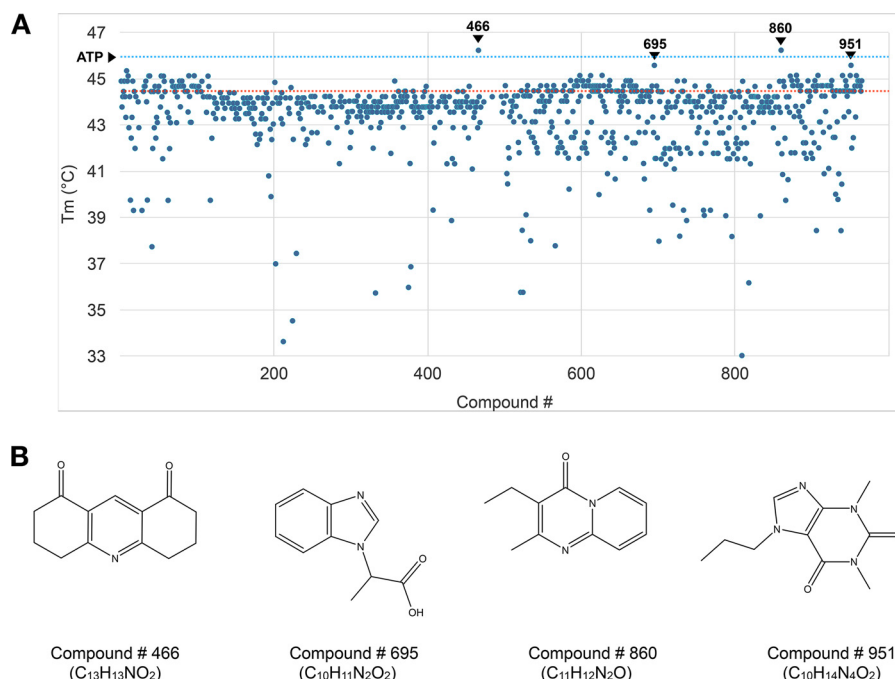 A
47
466
860
695
951
ATP
45
43
41
39
37
35
33
Tm (°C)
200
400
600
800
Compound #
B
O
O
N
N
N
O
OH
O
N
N
N
N
N
N
O
Compound # 466
(C₁₃H₁₃NO₂)
Compound # 695
(C₁₀H₁₁N₂O₂)
Compound # 860
(C₁₁H₁₂N₂O)
Compound # 951
(C₁₀H₁₄N₄O₂)